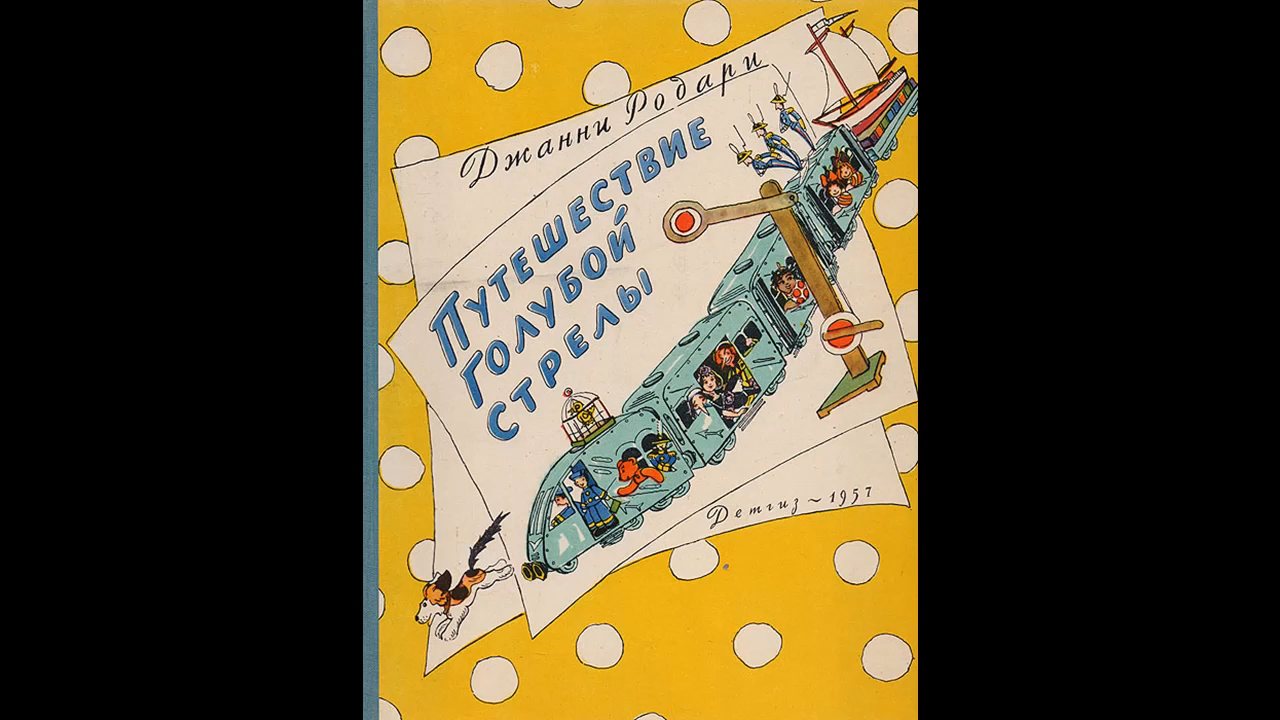 Джанни Родари
Путешествие
Голубой
стрелы
Детгиз ~ 1957